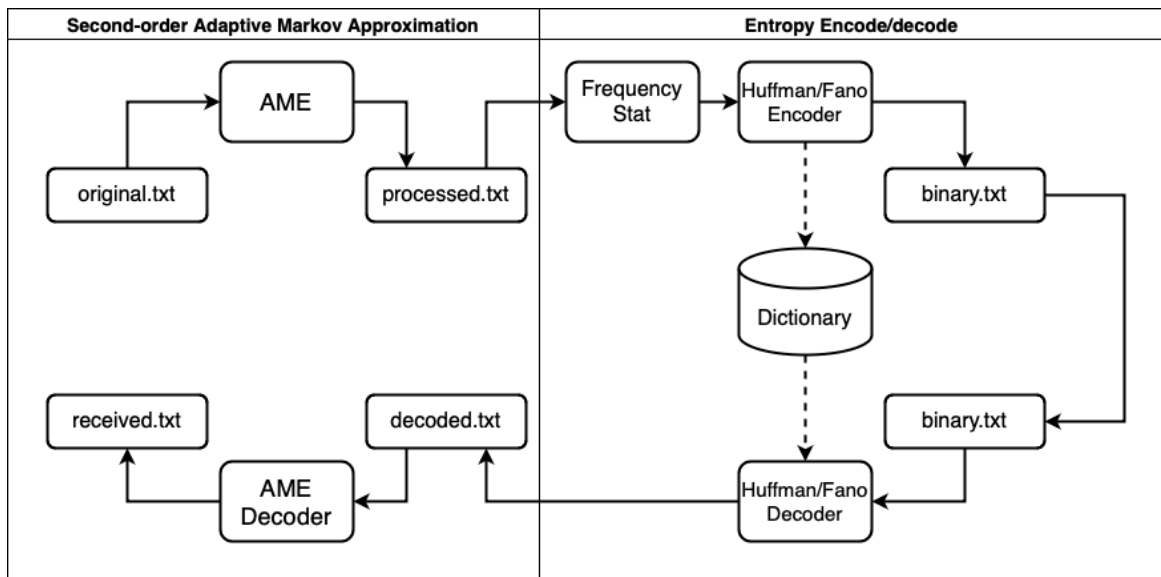 Second-order Adaptive Markov Approximation
Entropy Encode/decode
AME
Frequency
Stat
Huffman/Fano
Encoder
original.txt
processed.txt
binary.txt
Dictionary
received.txt
decoded.txt
binary.txt
AME
Decoder
Huffman/Fano
Decoder